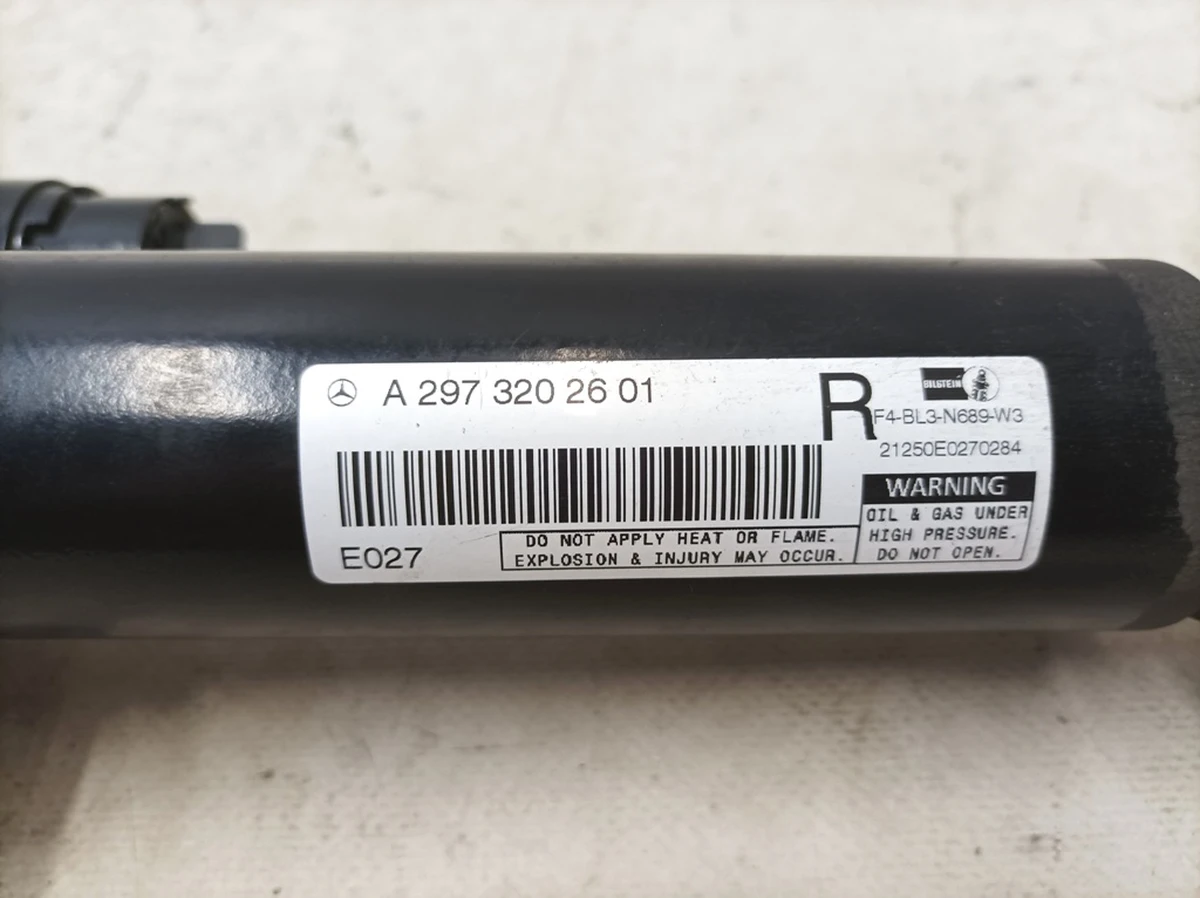 A 297 320 26 01
R
BILSTEIN
F4-BL3-N689-W3
21250E0270284
WARNING
OIL & GAS UNDER
HIGH PRESSURE.
DO NOT OPEN.
E027
DO NOT APPLY HEAT OR FLAME.
EXPLOSION & INJURY MAY OCCUR.